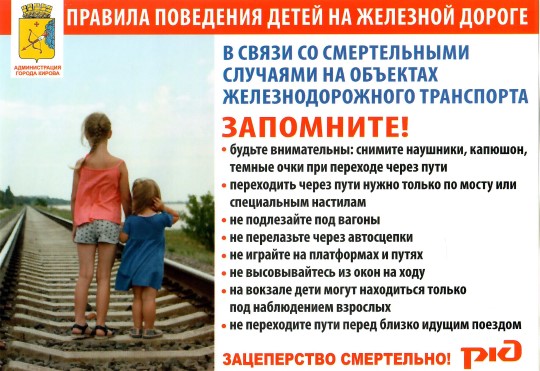 ПРАВИЛА ПОВЕДЕНИЯ ДЕТЕЙ НА ЖЕЛЕЗНОЙ ДОРОГЕ
АДМИНИСТРАЦИЯ
ГОРОДА КИРОВА
В СВЯЗИ СО СМЕРТЕЛЬНЫМИ
СЛУЧАЯМИ НА ОБЪЕКТАХ
ЖЕЛЕЗНОДОРОЖНОГО ТРАНСПОРТА
ЗАПОМНИТЕ!
• будьте внимательны: снимите наушники, капюшон,
темные очки при переходе через пути
• переходить через пути нужно только по мосту или
специальным настилам
• не подлезайте под вагоны
• не перелазьте через автосцепки
• не играйте на платформах и путях
• не высовывайтесь из окон на ходу
• на вокзале дети могут находиться только
под наблюдением взрослых
• не переходите пути перед близко идущим поездом
ЗАЦЕПЕРСТВО СМЕРТЕЛЬНО! РЖД